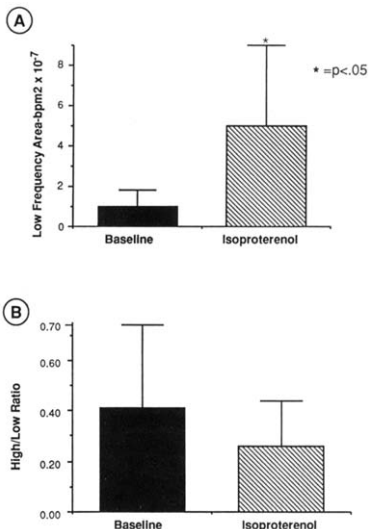 A
Low Frequency Area-bpm2 x 10-7
8
6
4
2
0
*
* =p<.05
Baseline
Isoproterenol
B
High/Low Ratio
0.70
0.60
0.40
0.20
0.00
Baseline
Isoproterenol